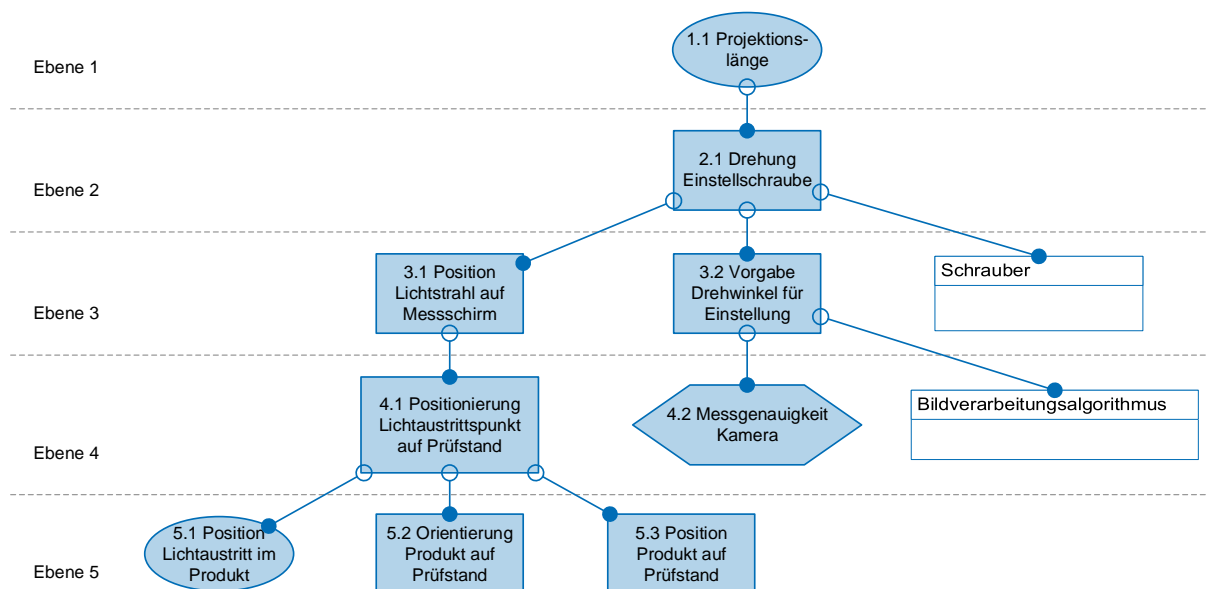 1.1 Projektions-
länge
Ebene 1
2.1 Drehung
Einstellschraube
Ebene 2
3.1 Position
Lichtstrahl auf
Messschirm
3.2 Vorgabe
Drehwinkel für
Einstellung
Schrauber
Ebene 3
4.1 Positionierung
Lichtaustrittspunkt
auf Prüfstand
4.2 Messgenauigkeit
Kamera
Bildverarbeitungsalgorithmus
Ebene 4
5.1 Position
Lichtaustritt im
Produkt
5.2 Orientierung
Produkt auf
Prüfstand
5.3 Position
Produkt auf
Prüfstand
Ebene 5